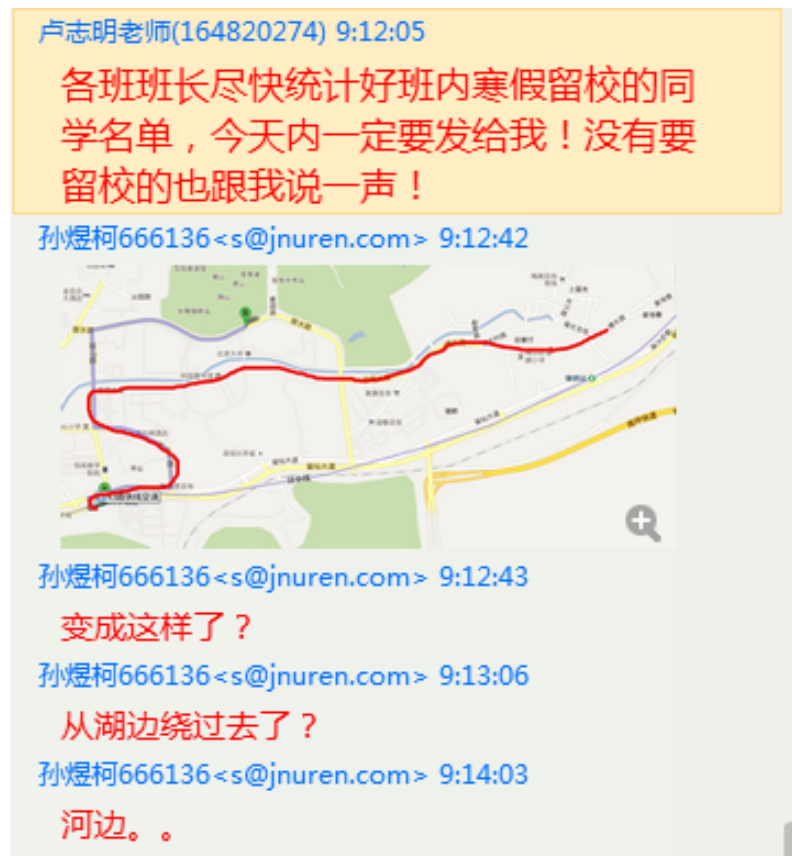 卢志明老师(164820274) 9:12:05
各班班长尽快统计好班内寒假留校的同
学名单，今天内一定要发给我！没有要
留校的也跟我说一声！
孙煜柯666136<s@jnuren.com> 9:12:42
孙煜柯666136<s@jnuren.com> 9:12:43
变成这样了？
孙煜柯666136<s@jnuren.com> 9:13:06
从湖边绕过去了？
孙煜柯666136<s@jnuren.com> 9:14:03
河边。。